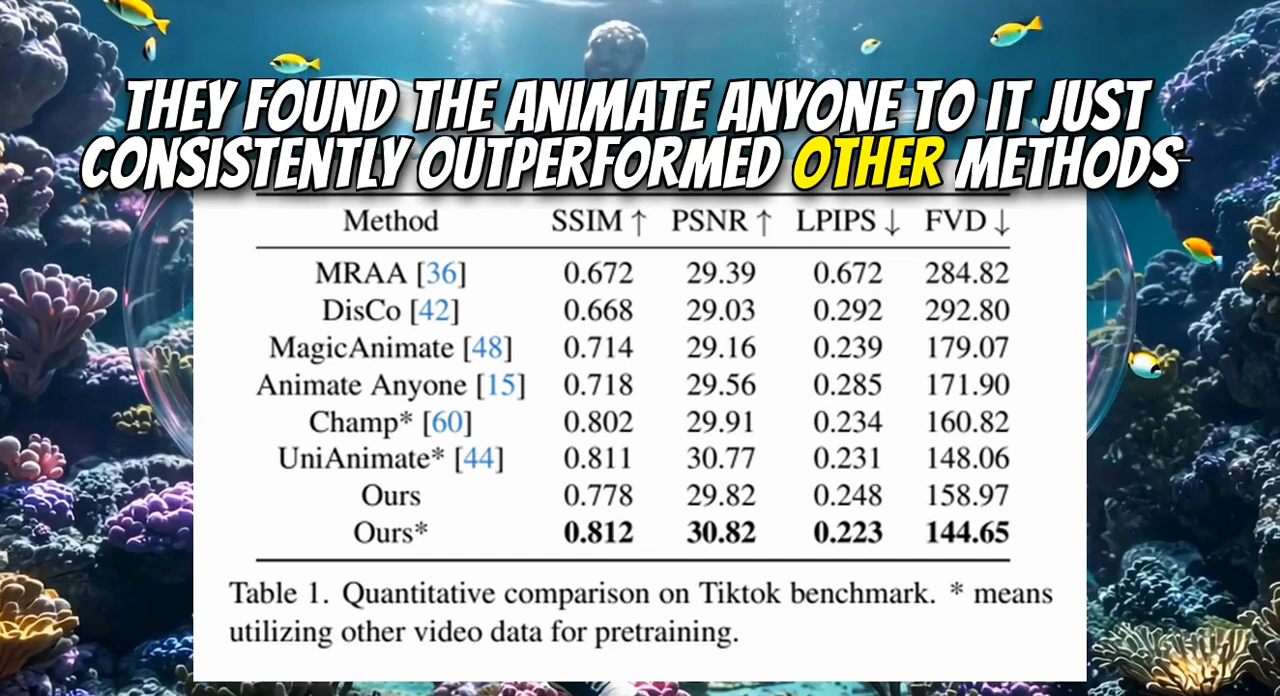 THEY FOUND THE ANIMATE ANYONE TO IT JUST
CONSISTENTLY OUTPERFORMED OTHER METHODS
Method SSIM ↑ PSNR ↑ LPIPS ↓ FVD ↓
MRAA [36] 0.672 29.39 0.672 284.82
DisCo [42] 0.668 29.03 0.292 292.80
MagicAnimate [48] 0.714 29.16 0.239 179.07
Animate Anyone [15] 0.718 29.56 0.285 171.90
Champ* [60] 0.802 29.91 0.234 160.82
UniAnimate* [44] 0.811 30.77 0.231 148.06
Ours 0.778 29.82 0.248 158.97
Ours* 0.812 30.82 0.223 144.65
Table 1. Quantitative comparison on Tiktok benchmark. * means
utilizing other video data for pretraining.